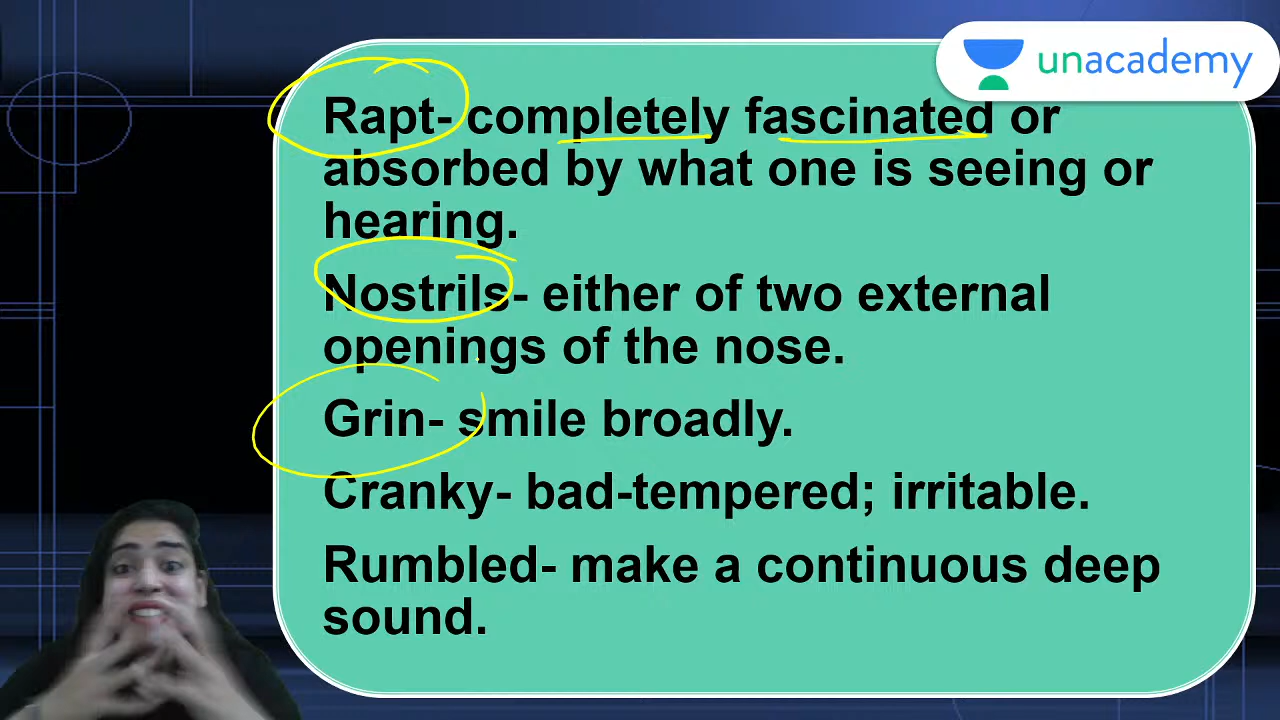 unacademy
Rapt- completely fascinated or
absorbed by what one is seeing or
hearing.
Nostrils- either of two external
openings of the nose.
Grin- smile broadly.
Cranky- bad-tempered; irritable.
Rumbled- make a continuous deep
sound.